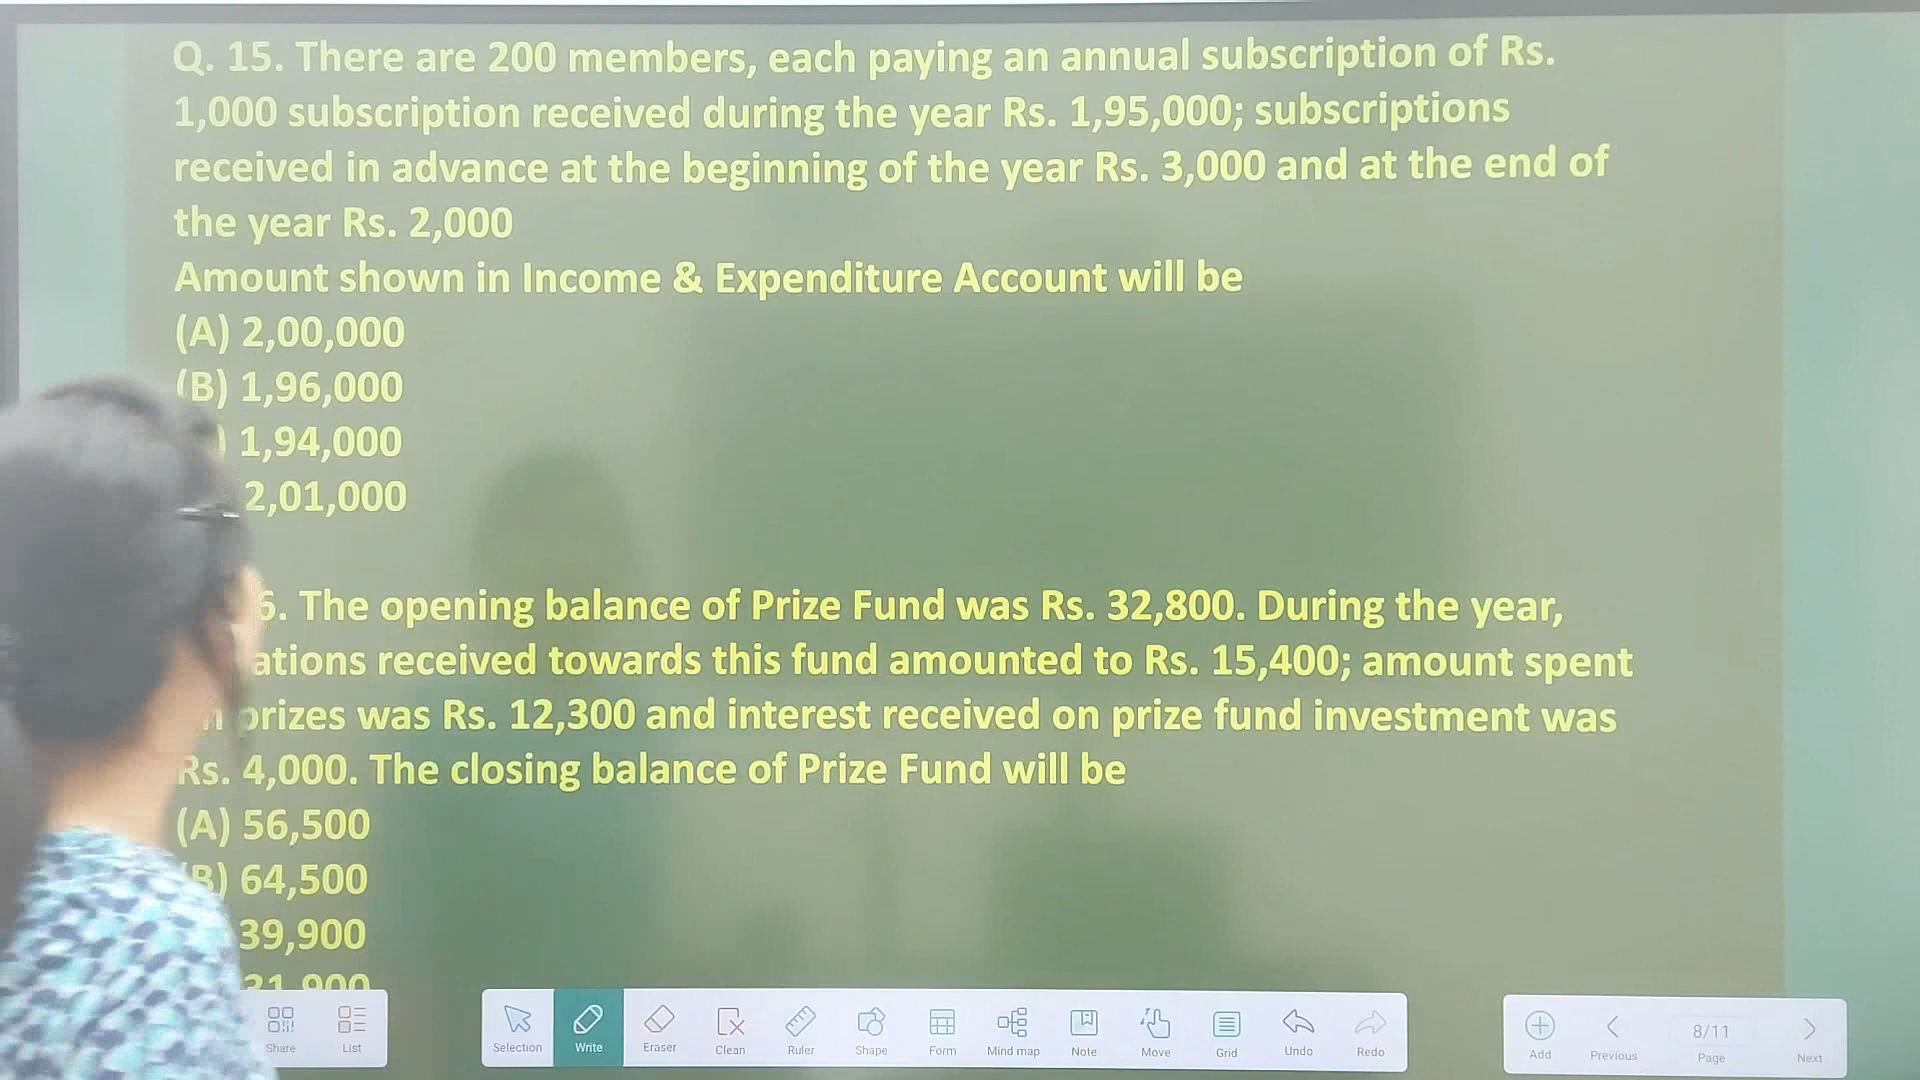 Q. 15. There are 200 members, each paying an annual subscription of Rs.
1,000 subscription received during the year Rs. 1,95,000; subscriptions
received in advance at the beginning of the year Rs. 3,000 and at the end of
the year Rs. 2,000
Amount shown in Income & Expenditure Account will be
(A) 2,00,000
(B) 1,96,000
) 1,94,000
2,01,000
6. The opening balance of Prize Fund was Rs. 32,800. During the year,
ations received towards this fund amounted to Rs. 15,400; amount spent
prizes was Rs. 12,300 and interest received on prize fund investment was
Rs. 4,000. The closing balance of Prize Fund will be
(A) 56,500
(B) 64,500
39,900
31,900
Share List Selection Write Eraser Clean Ruler Shape Form Mind map Note Move Grid Undo Redo Add Previous 8/11 Page Next